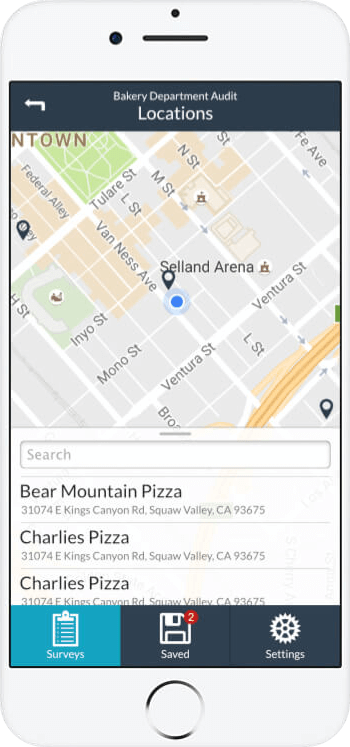 Bakery Department Audit
Locations
NTOWN
St
Fe Ave
N St
Federal Alley
Tulare St
M St
L St
Van Ness Ave
Selland Arena
H St
Inyo St
Ventura St
Mono St
Ventura St
L St
Broa
Search
Bear Mountain Pizza
31074 E Kings Canyon Rd, Squaw Valley, CA 93675
Charlies Pizza
31074 E Kings Canyon Rd, Squaw Valley, CA 93675
Charlies Pizza
31074 E Kings Canyon Rd, Squaw Valley, CA 93675
2
Surveys
Saved
Settings